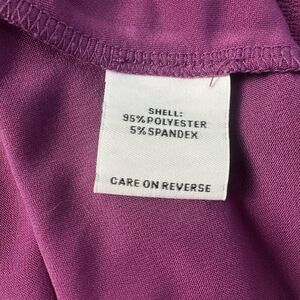 SHELL:
95% POLYESTER
5% SPANDEX
CARE ON REVERSE